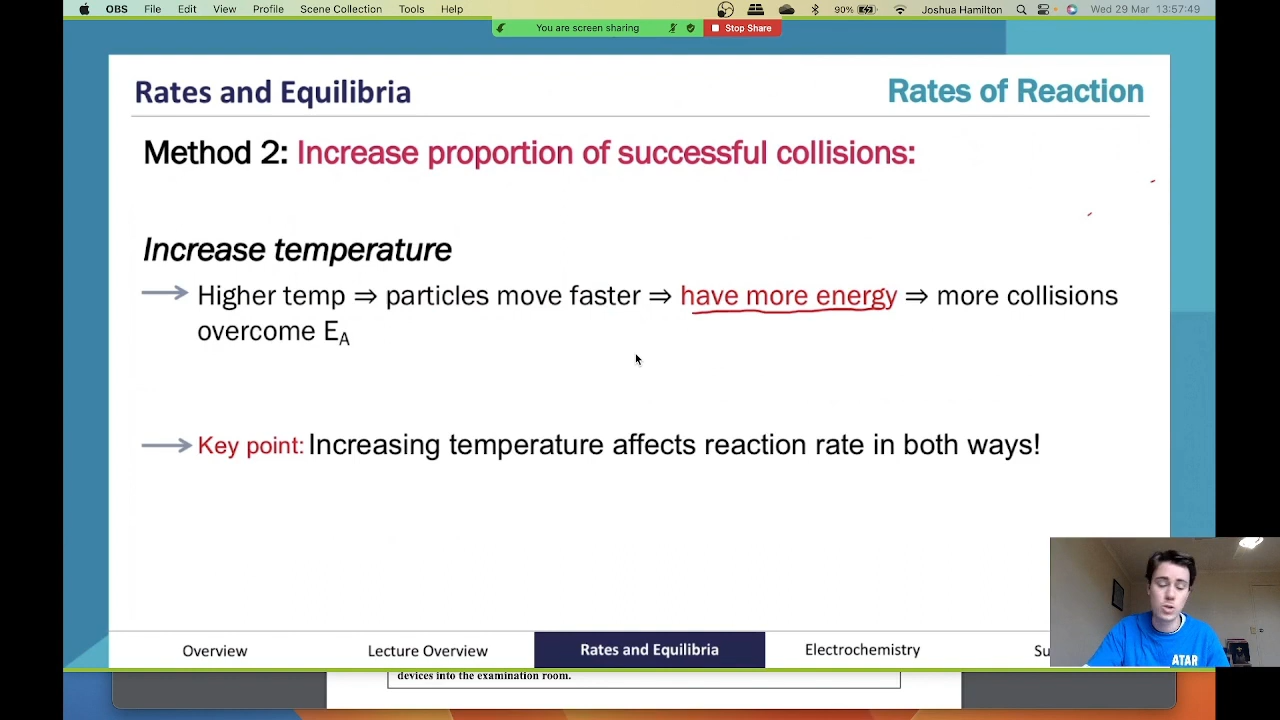 OBS File Edit View Profile Scene Collection Tools Help 90% Joshua Hamilton Wed 29 Mar 13:57:49
You are screen sharing Stop Share
Rates and Equilibria Rates of Reaction
Method 2: Increase proportion of successful collisions:
Increase temperature
Higher temp ⇒ particles move faster ⇒ have more energy ⇒ more collisions
overcome E_A
Key point: Increasing temperature affects reaction rate in both ways!
ATAR
Overview Lecture Overview Rates and Equilibria Electrochemistry Su
devices into the examination room.